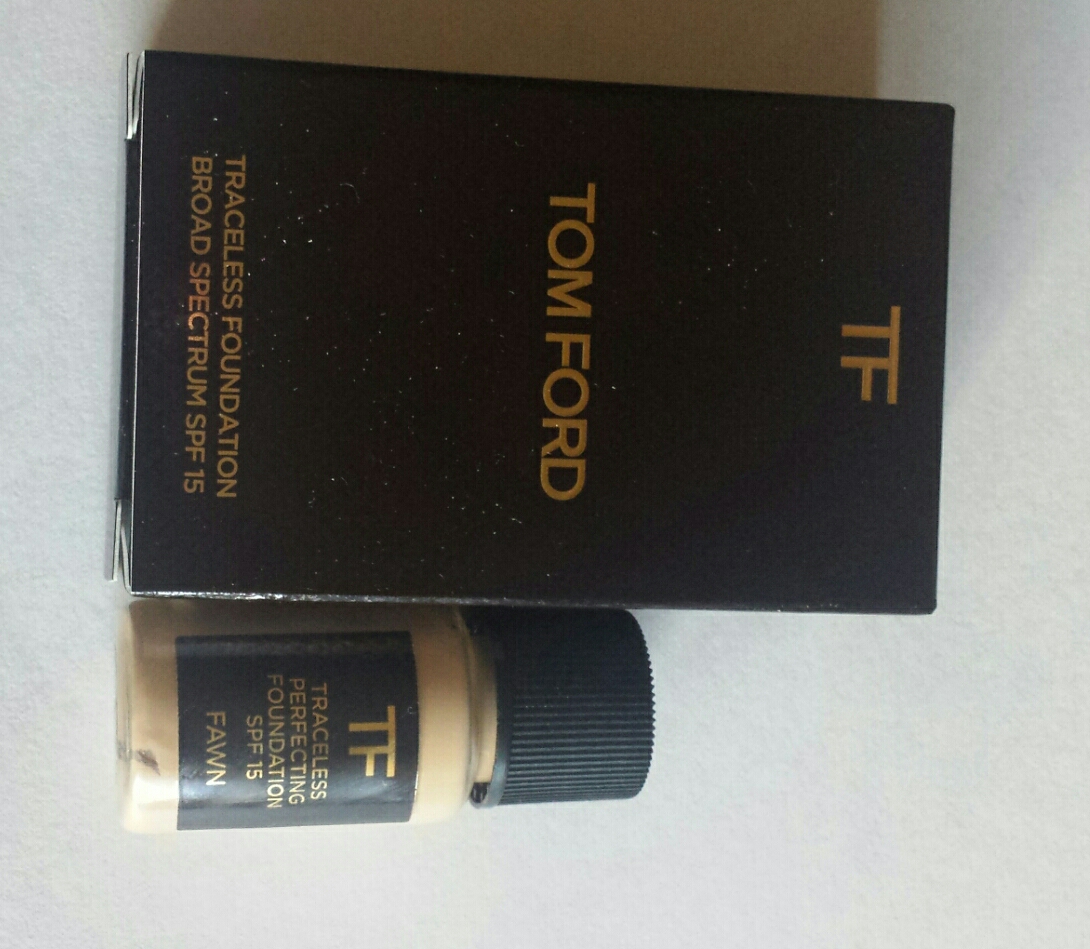 TF
TOM FORD
TRACELESS FOUNDATION
BROAD SPECTRUM SPF 15
TF
TRACELESS
PERFECTING
FOUNDATION
SPF 15
FAWN